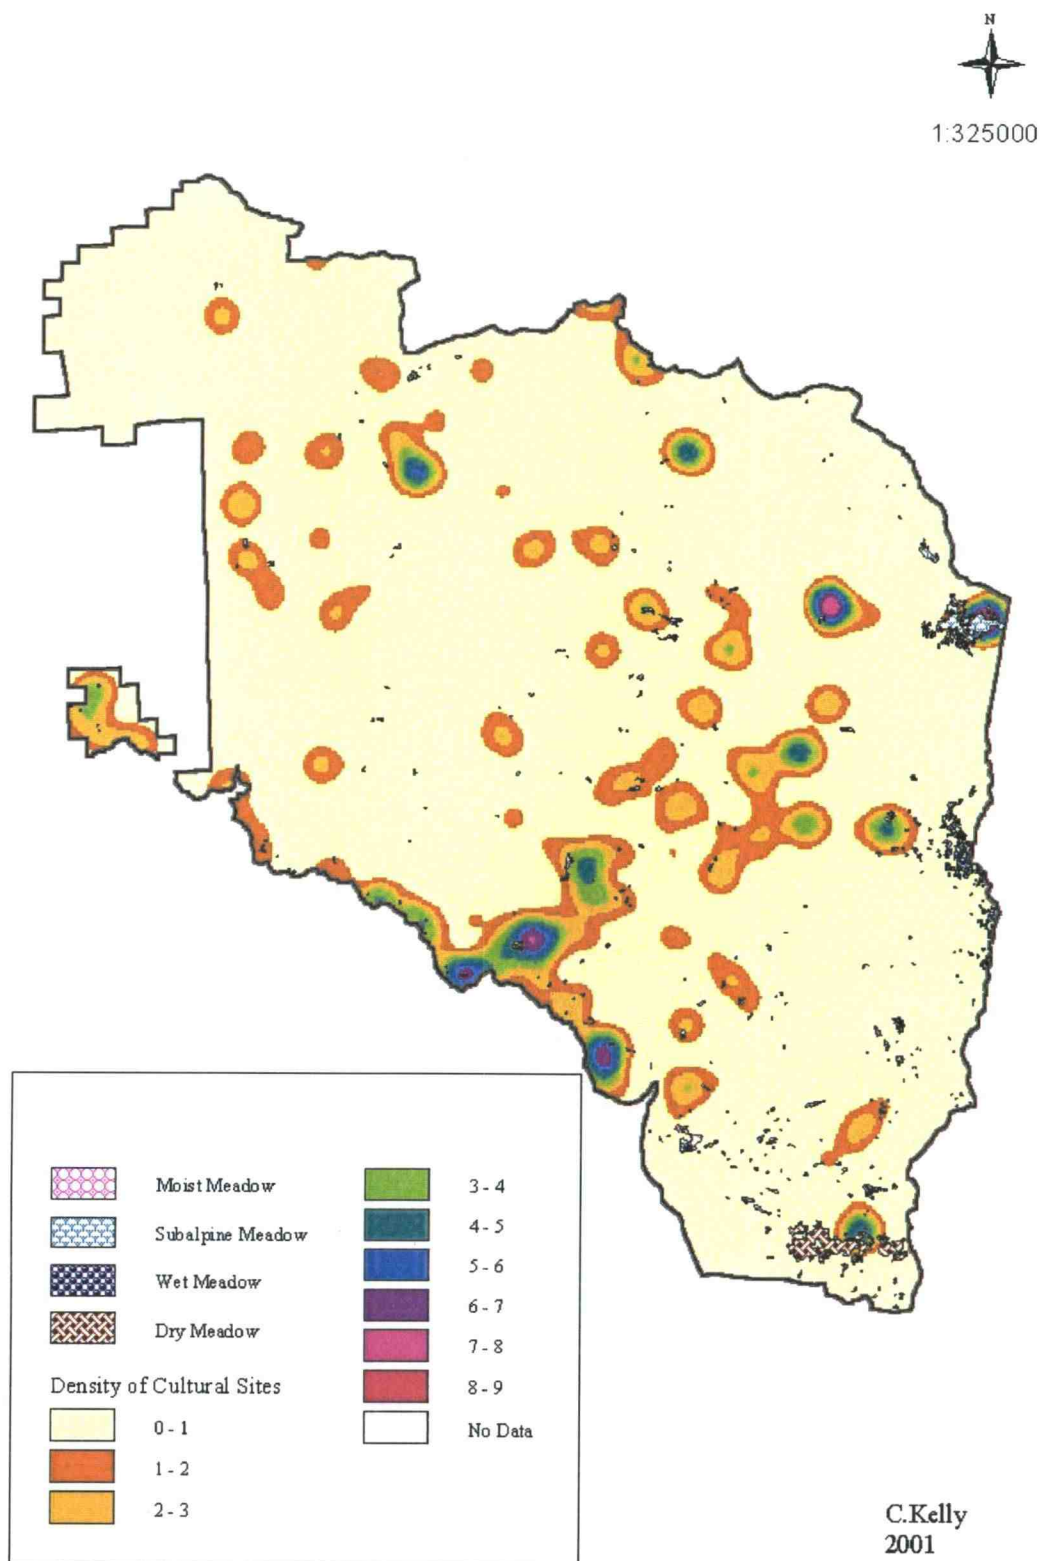 N
1:325000
Moist Meadow
Subalpine Meadow
Wet Meadow
Dry Meadow
Density of Cultural Sites
0 - 1
1 - 2
2 - 3
3 - 4
4 - 5
5 - 6
6 - 7
7 - 8
8 - 9
No Data
C.Kelly
2001